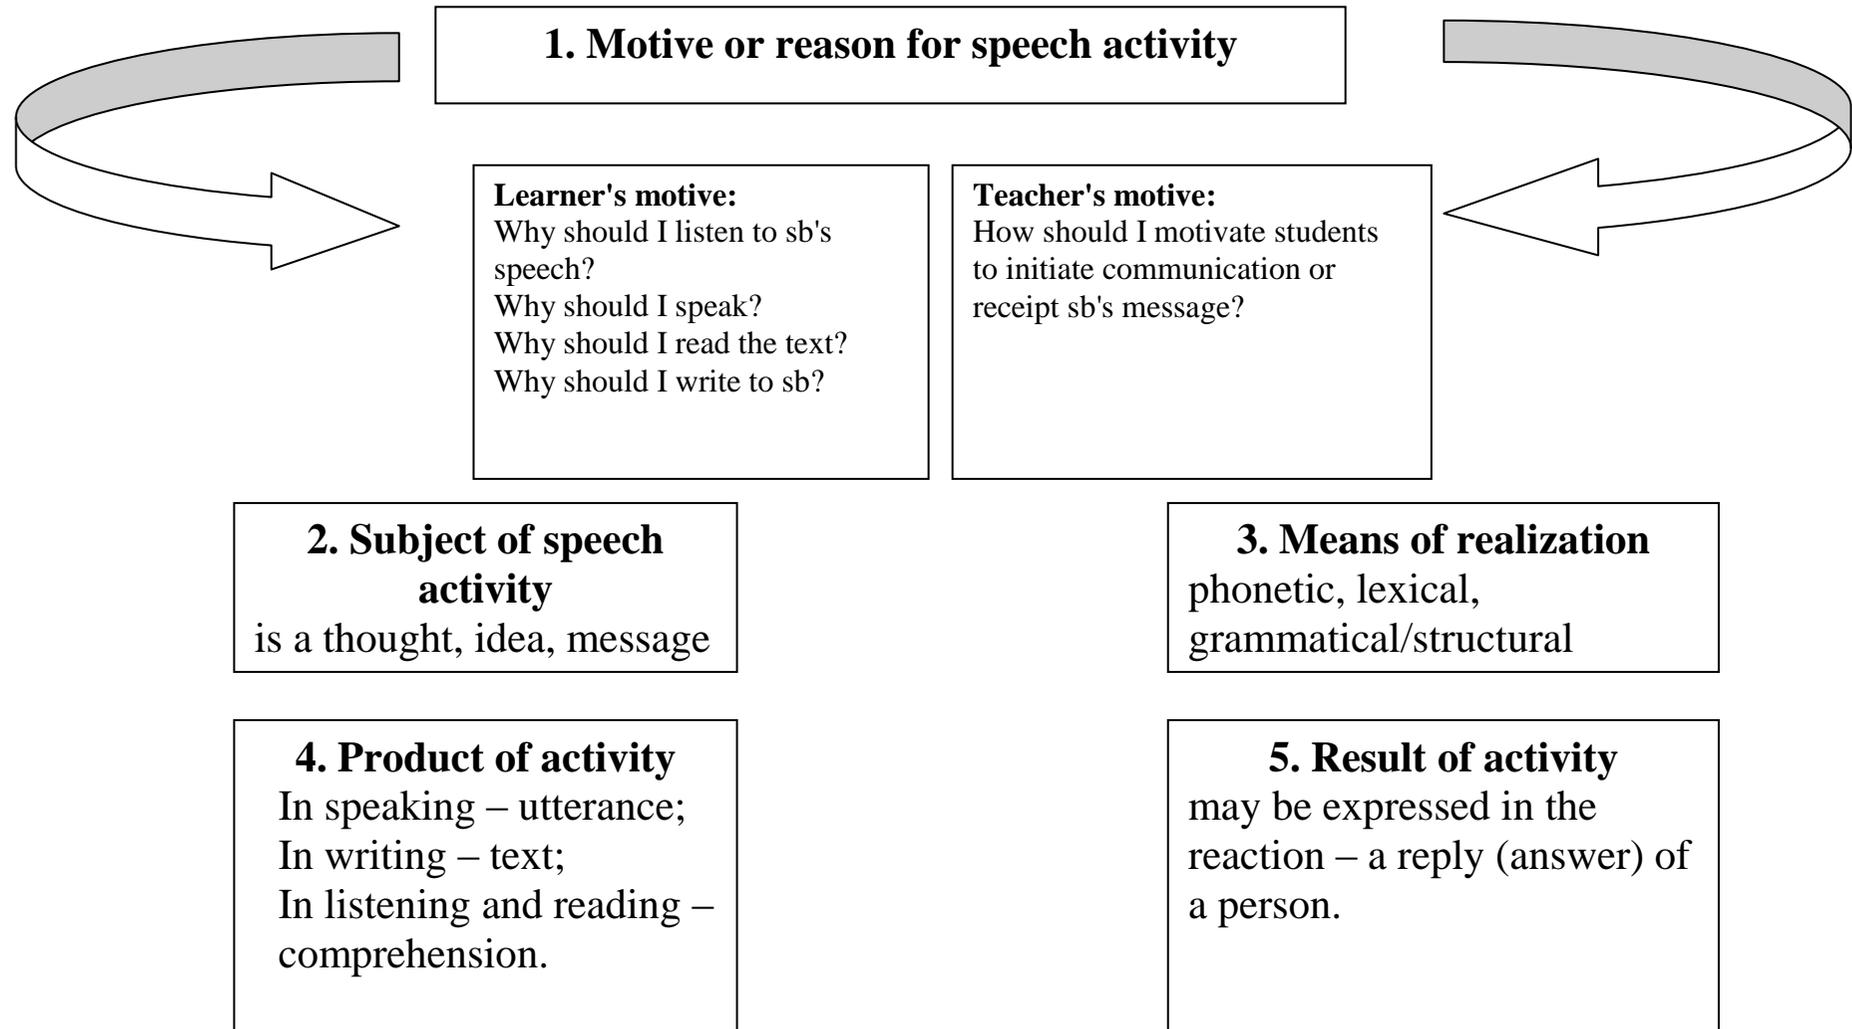 1. Motive or reason for speech activity
Learner's motive:
Why should I listen to sb's
speech?
Why should I speak?
Why should I read the text?
Why should I write to sb?
Teacher's motive:
How should I motivate students
to initiate communication or
receipt sb's message?
2. Subject of speech
activity
is a thought, idea, message
3. Means of realization
phonetic, lexical,
grammatical/structural
4. Product of activity
In speaking – utterance;
In writing – text;
In listening and reading –
comprehension.
5. Result of activity
may be expressed in the
reaction – a reply (answer) of
a person.